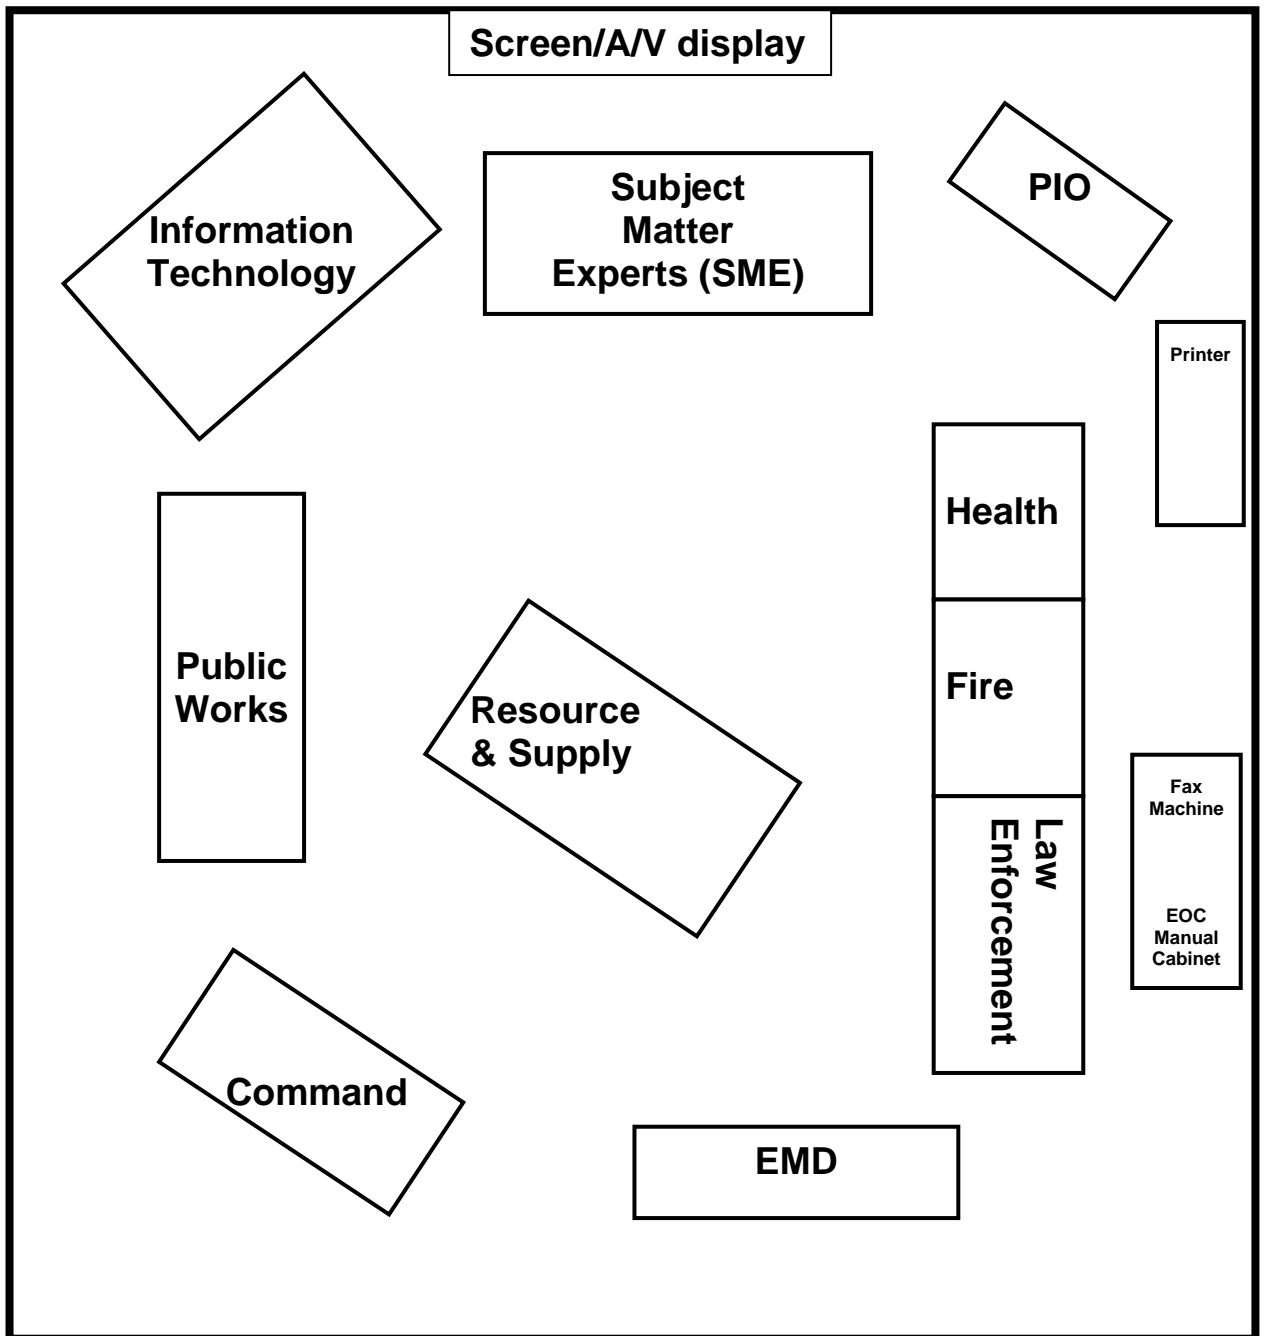 Screen/A/V display
Information
Technology
Subject
Matter
Experts (SME)
PIO
Printer
Health
Public
Works
Resource
& Supply
Fire
Fax
Machine
Law
Enforcement
EOC
Manual
Cabinet
Command
EMD